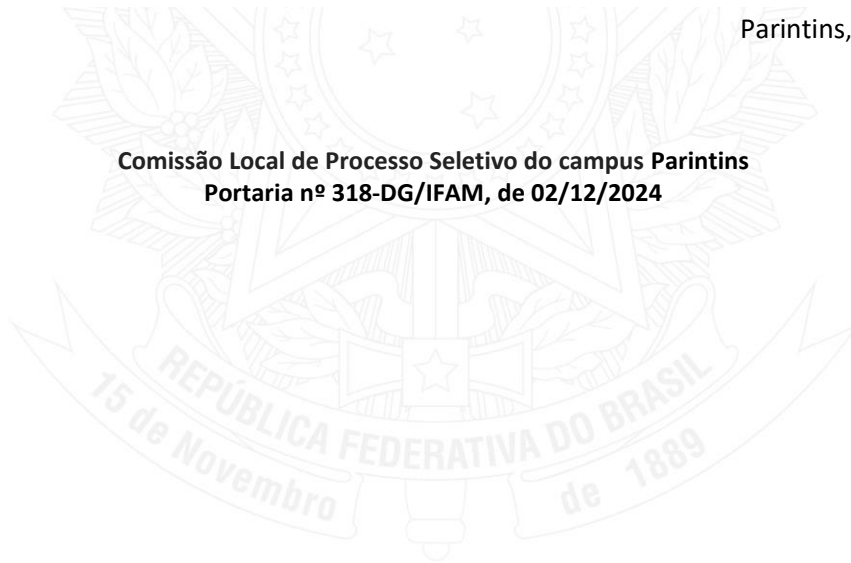 Parintins,
Comissão Local de Processo Seletivo do campus Parintins
Portaria nº 318-DG/IFAM, de 02/12/2024
REPÚBLICA FEDERATIVA DO BRASIL
15 de Novembro de 1889